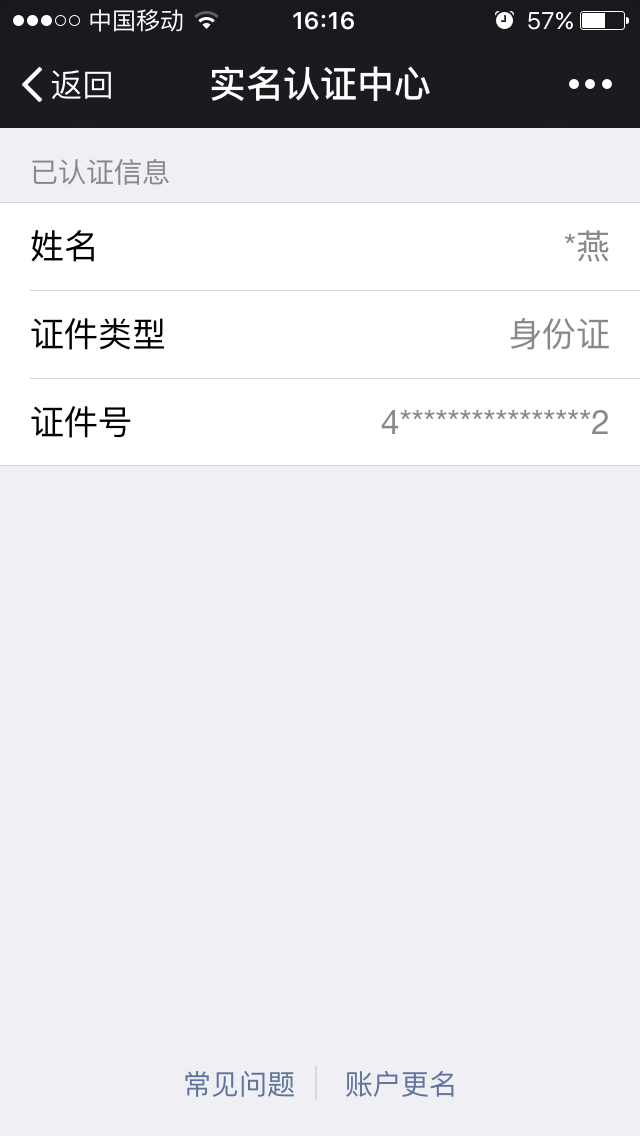 中国移动 16:16 57%
返回 实名认证中心
已认证信息
姓名 *燕
证件类型 身份证
证件号 4****************2
常见问题 账户更名